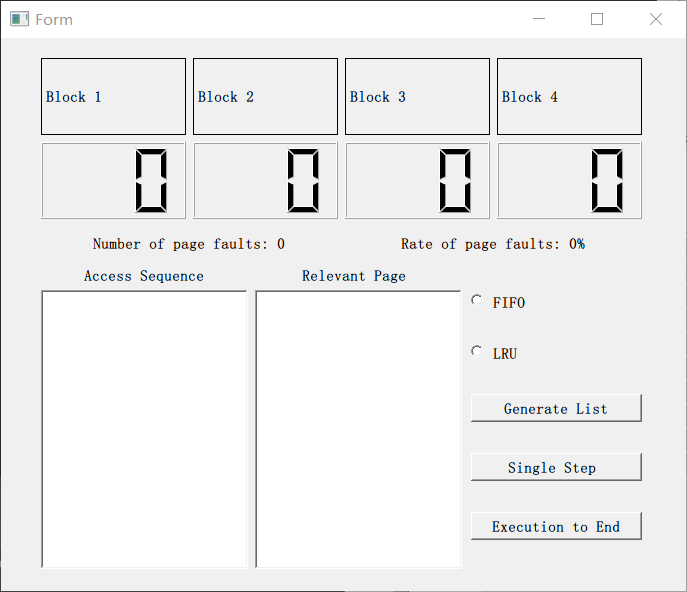 Form
Block 1 Block 2 Block 3 Block 4
0 0 0 0
Number of page faults: 0 Rate of page faults: 0%
Access Sequence Relevant Page
FIFO
LRU
Generate List
Single Step
Execution to End